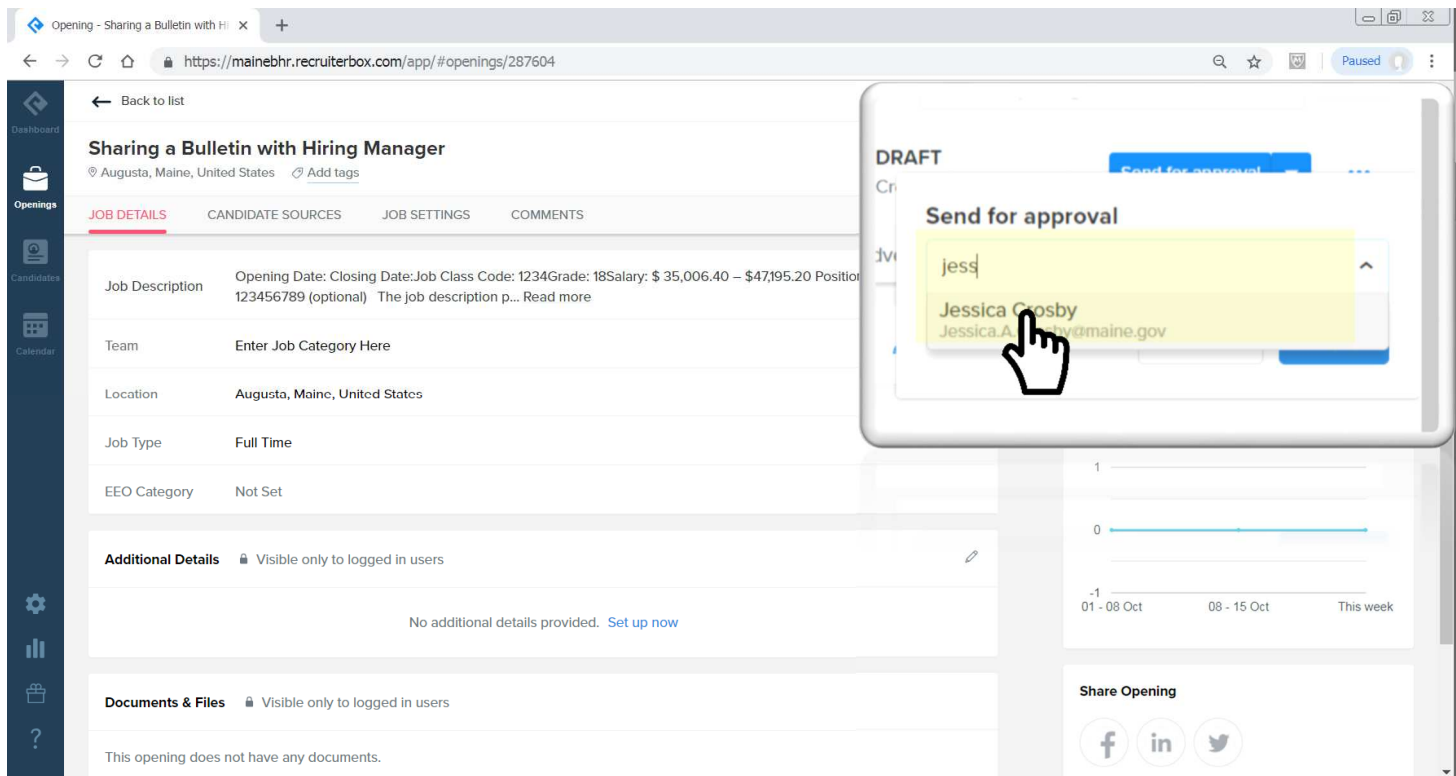 Opening - Sharing a Bulletin with H
https://mainebhr.recruiterbox.com/app/#openings/287604
Paused
Dashboard
Openings
Candidates
Calendar
Back to list
Sharing a Bulletin with Hiring Manager
Augusta, Maine, United States Add tags
JOB DETAILS CANDIDATE SOURCES JOB SETTINGS COMMENTS
Job Description
Opening Date: Closing Date:Job Class Code: 1234Grade: 18Salary: $ 35,006.40 – $47,195.20 Position
123456789 (optional) The job description p... Read more
Team Enter Job Category Here
Location Augusta, Maine, United States
Job Type Full Time
EEO Category Not Set
Additional Details Visible only to logged in users
No additional details provided. Set up now
Documents & Files Visible only to logged in users
This opening does not have any documents.
DRAFT
Send for approval
Send for approval
jess
Jessica Crosby
@maine.gov
1
0
-1
01 - 08 Oct 08 - 15 Oct This week
Share Opening
f in